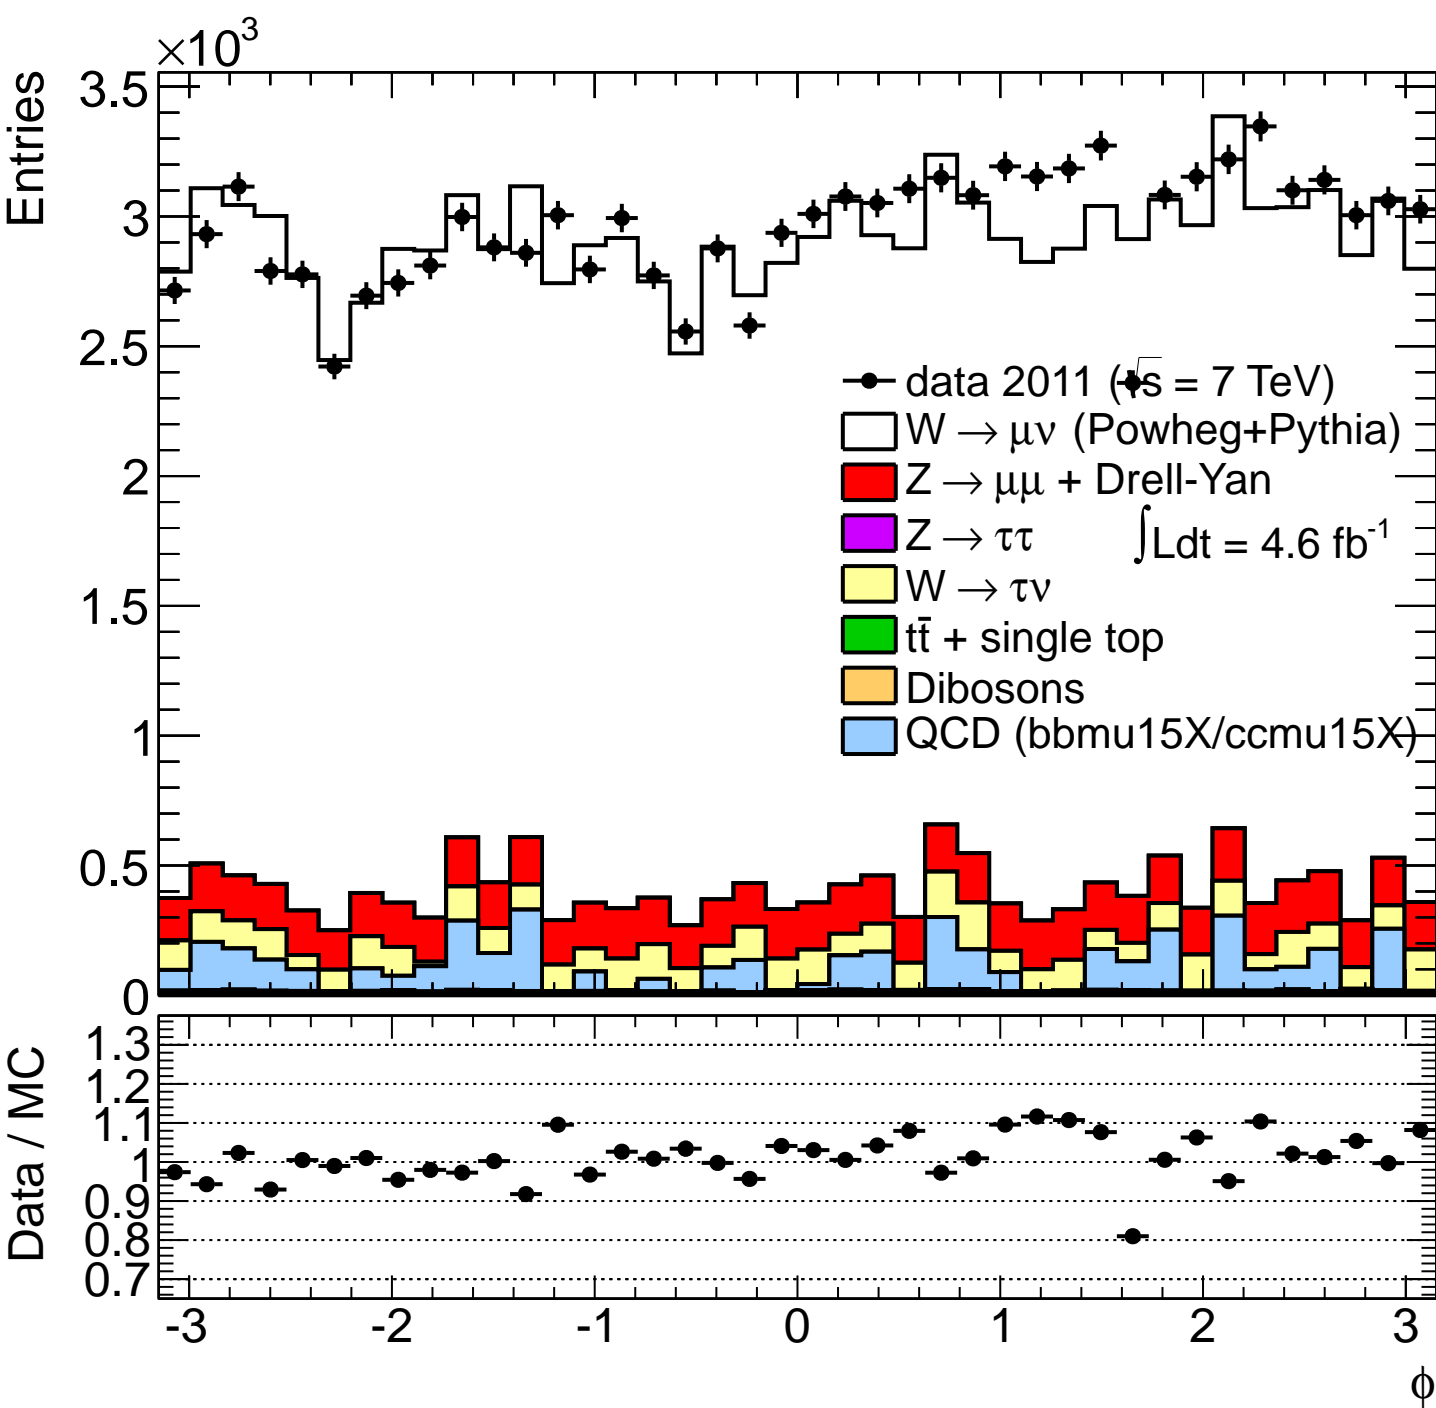 ×10³
Entries
3.5
3
2.5
2
1.5
1
0.5
0
data 2011 (√s = 7 TeV)
W → μν (Powheg+Pythia)
Z → μμ + Drell-Yan
Z → ττ
∫Ldt = 4.6 fb⁻¹
W → τν
tt̄ + single top
Dibosons
QCD (bbmu15X/ccmu15X)
Data / MC
1.3
1.2
1.1
1
0.9
0.8
0.7
-3 -2 -1 0 1 2 3
ϕ